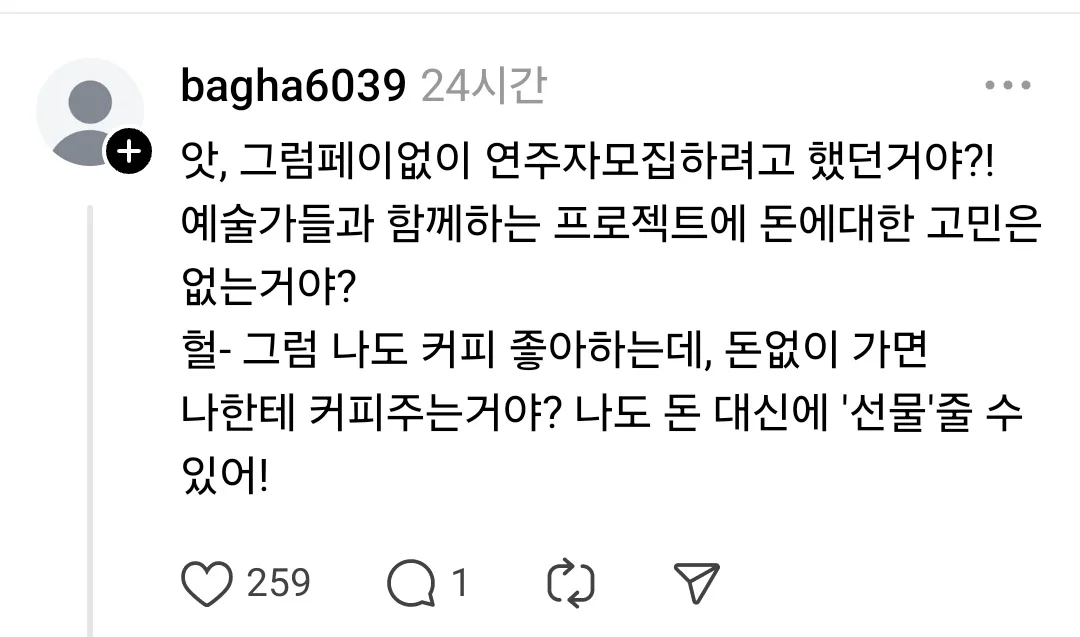 bagha6039 24시간
앗, 그럼페이없이 연주자모집하려고 했던거야?!
예술가들과 함께하는 프로젝트에 돈에대한 고민은
없는거야?
헐- 그럼 나도 커피 좋아하는데, 돈없이 가면
나한테 커피주는거야? 나도 돈 대신에 '선물'줄 수
있어!
259 1